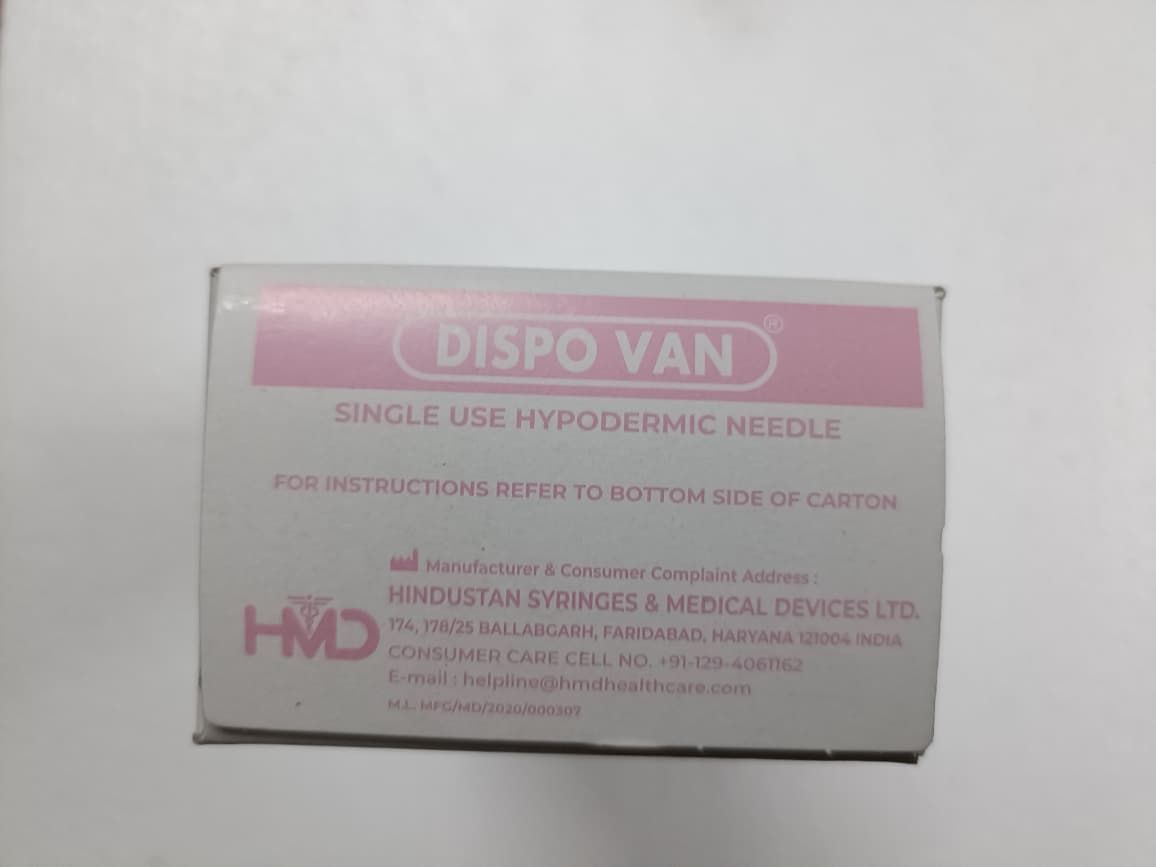 DISPO VAN®
SINGLE USE HYPODERMIC NEEDLE
FOR INSTRUCTIONS REFER TO BOTTOM SIDE OF CARTON
Manufacturer & Consumer Complaint Address :
HINDUSTAN SYRINGES & MEDICAL DEVICES LTD.
HMD
174, 178/25 BALLABGARH, FARIDABAD, HARYANA 121004 INDIA
CONSUMER CARE CELL NO. +91-129-4061162
E-mail : helpline@hmdhealthcare.com
M.L. MFG/MD/2020/000307